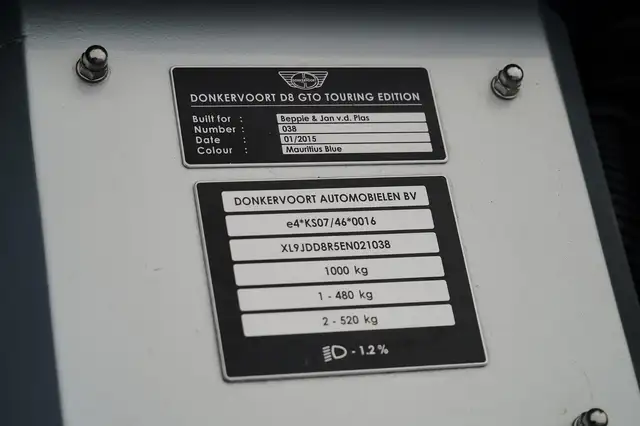 DONKERVOORT
DONKERVOORT D8 GTO TOURING EDITION
Built for : Beppie & Jan v.d. Plas
Number : 038
Date : 01/2015
Colour : Mauritius Blue
DONKERVOORT AUTOMOBIELEN BV
e4*KS07/46*0016
XL9JDD8R5EN021038
1000 kg
1 - 480 kg
2 - 520 kg
- 1.2 %